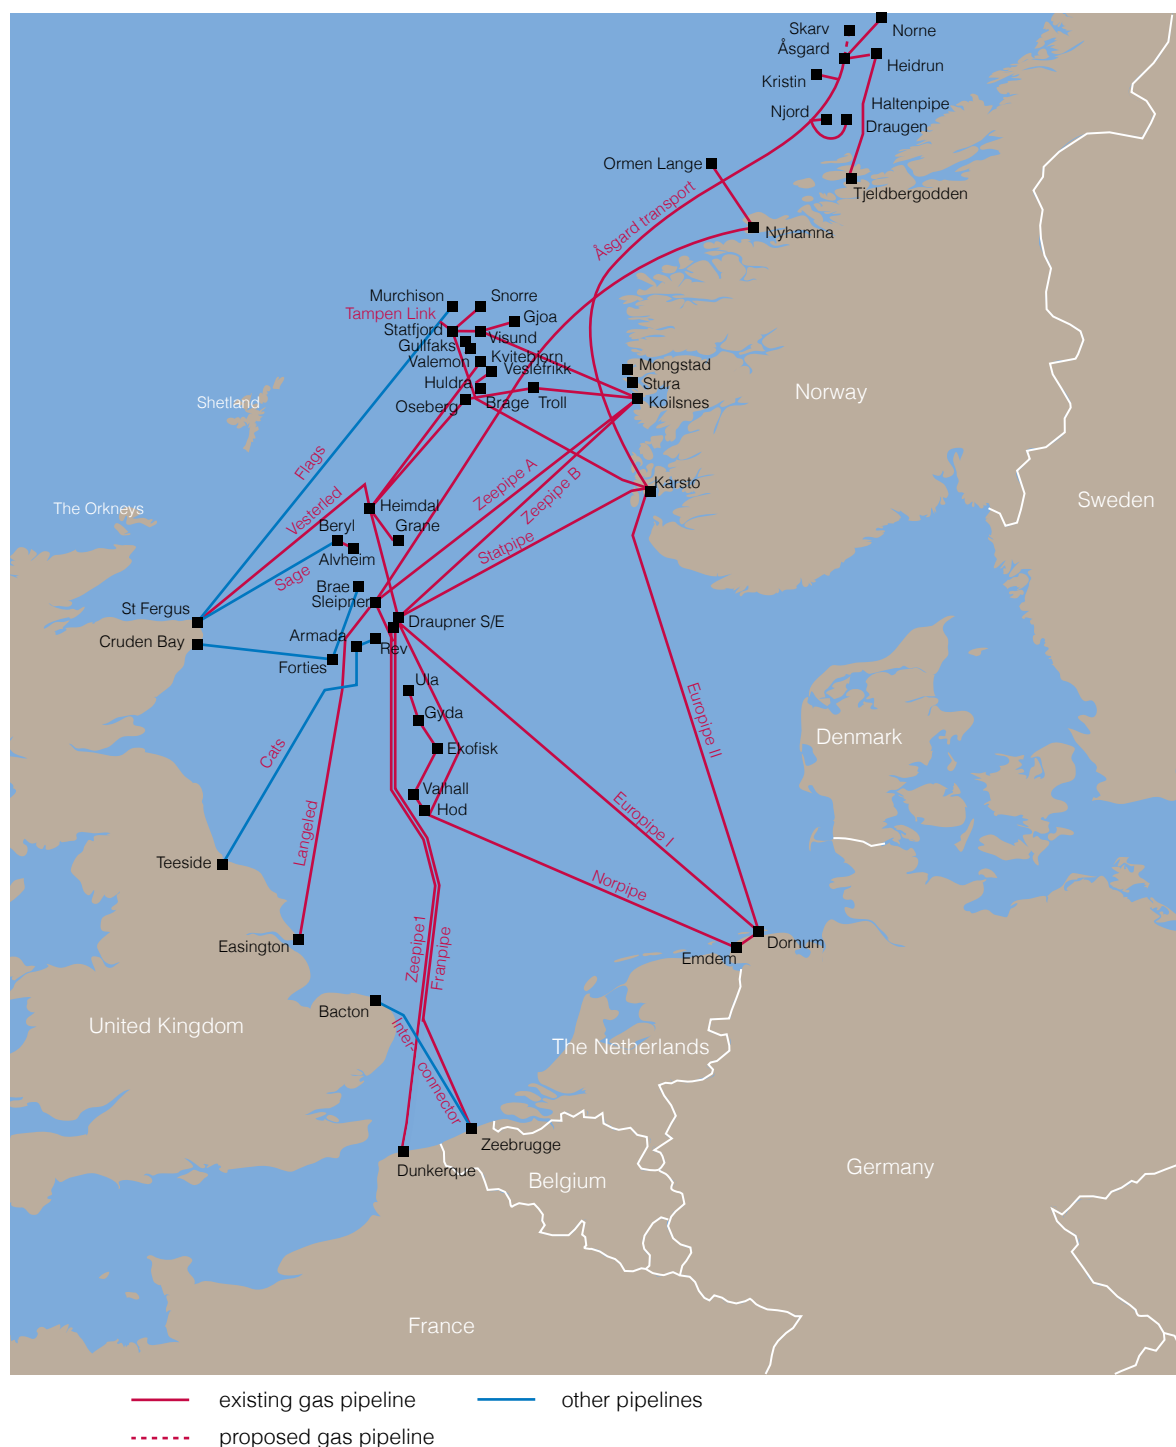 Skarv
Norne
Åsgard
Heidrun
Kristin
Haltenpipe
Njord
Draugen
Ormen Lange
Tjeldbergodden
Åsgard transport
Nyhamna
Murchison
Snorre
Tampen Link
Gjoa
Statfjord
Visund
Gullfaks
Kvitebjorn
Valemon
Veslefrikk
Mongstad
Huldra
Stura
Oseberg
Brage
Troll
Koilsnes
Norway
Shetland
Flags
Zeepipe A
Zeepipe B
Karsto
Sweden
Vesterled
The Orkneys
Heimdal
Beryl
Grane
Statpipe
Alvheim
Sage
Brae
Sleipner
St Fergus
Draupner S/E
Cruden Bay
Armada
Rev
Forties
Ula
Gyda
Europipe II
Denmark
Cats
Ekofisk
Valhall
Hod
Langeled
Europipe I
Teeside
Norpipe
Easington
Zeepipe1
Franpipe
Dornum
Emdem
Bacton
United Kingdom
Inter-
connector
The Netherlands
Zeebrugge
Dunkerque
Belgium
Germany
France
existing gas pipeline
other pipelines
proposed gas pipeline